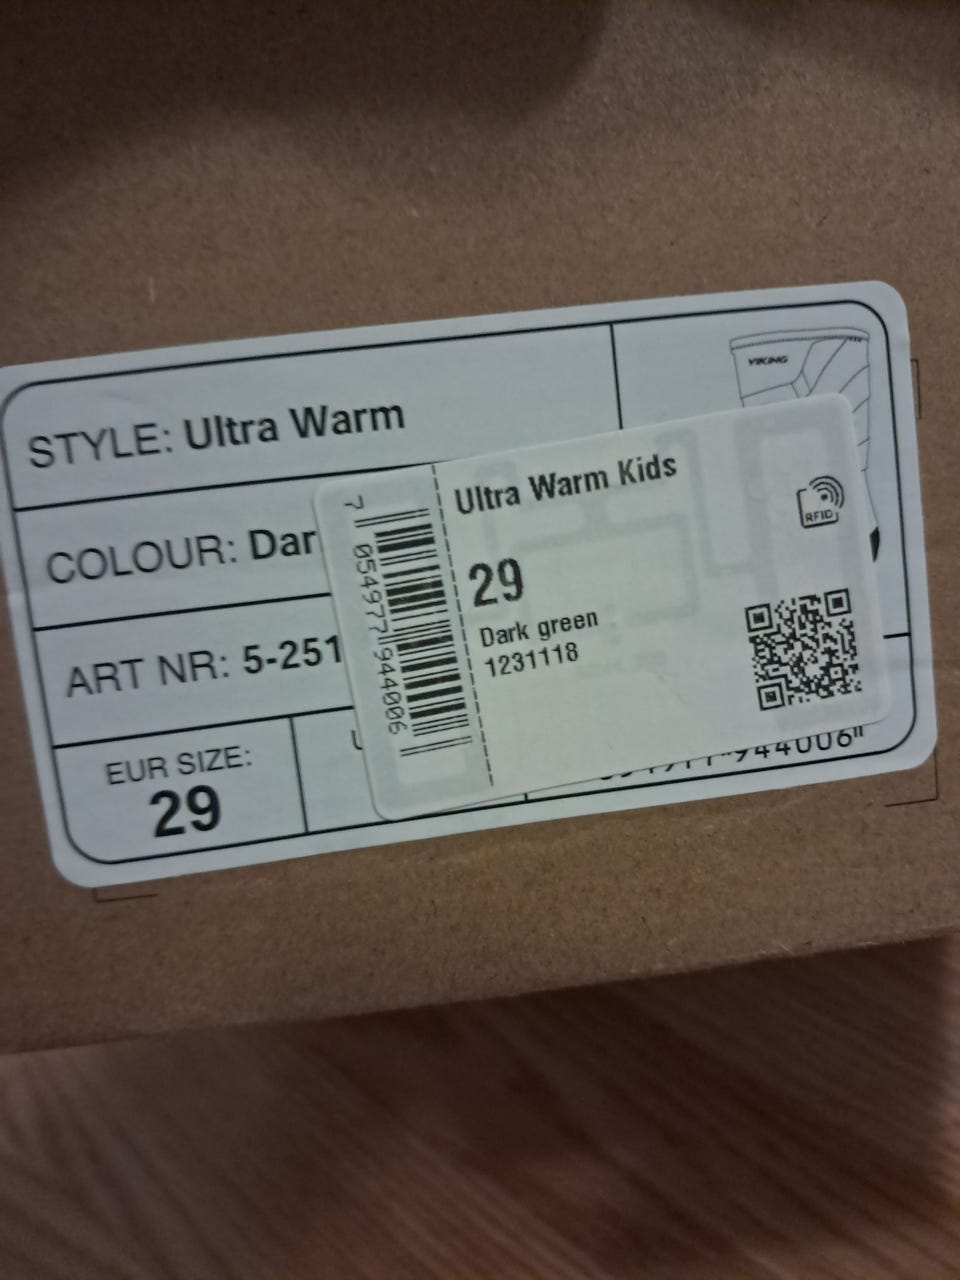 STYLE: Ultra Warm
VIKING
COLOUR: Dar
ART NR: 5-251
EUR SIZE:
29
Ultra Warm Kids
29
Dark green
1231118
RFID
7 054977 944006
944006"